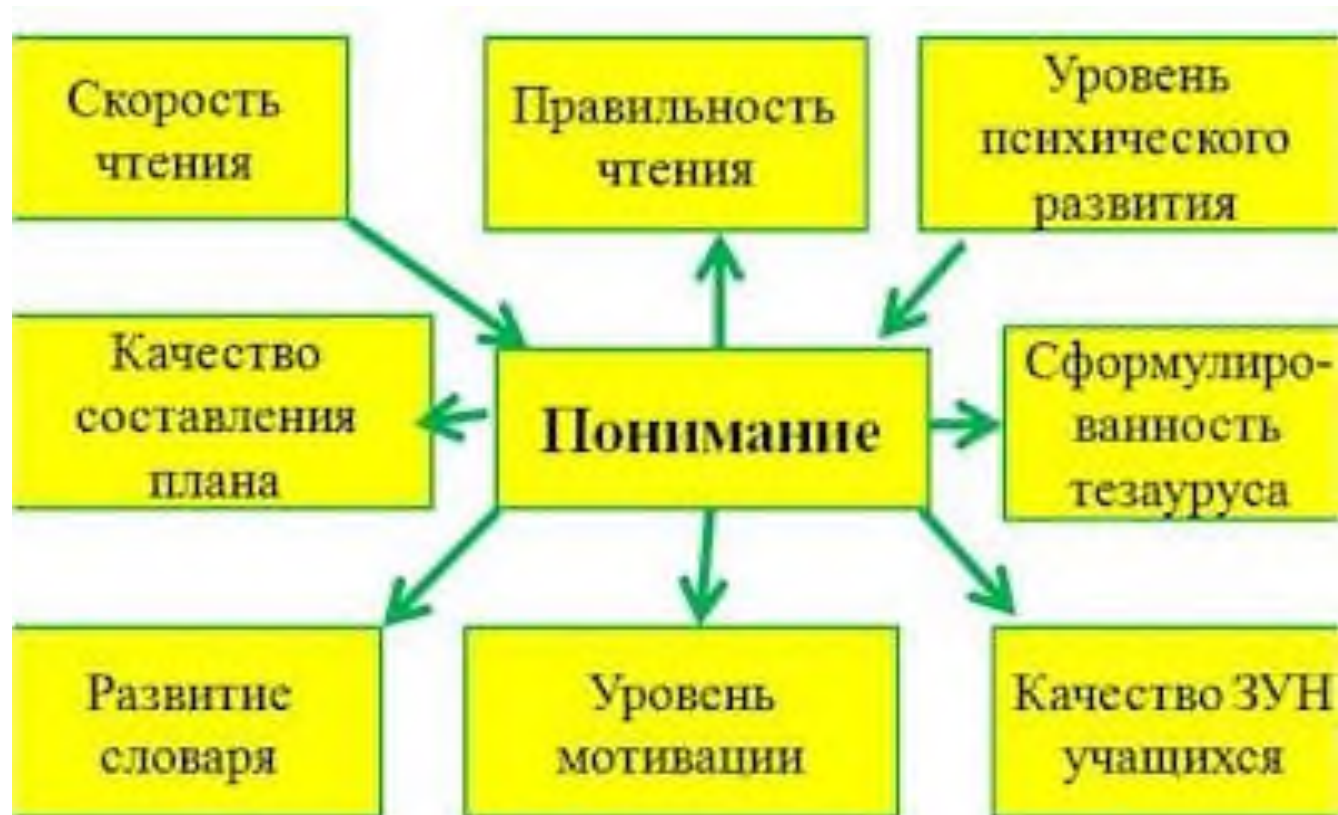 Скорость
чтения
Правильность
чтения
Уровень
психического
развития
Качество
составления
плана
Понимание
Сформулиро-
ванность
тезауруса
Развитие
словаря
Уровень
мотивации
Качество ЗУН
учащихся